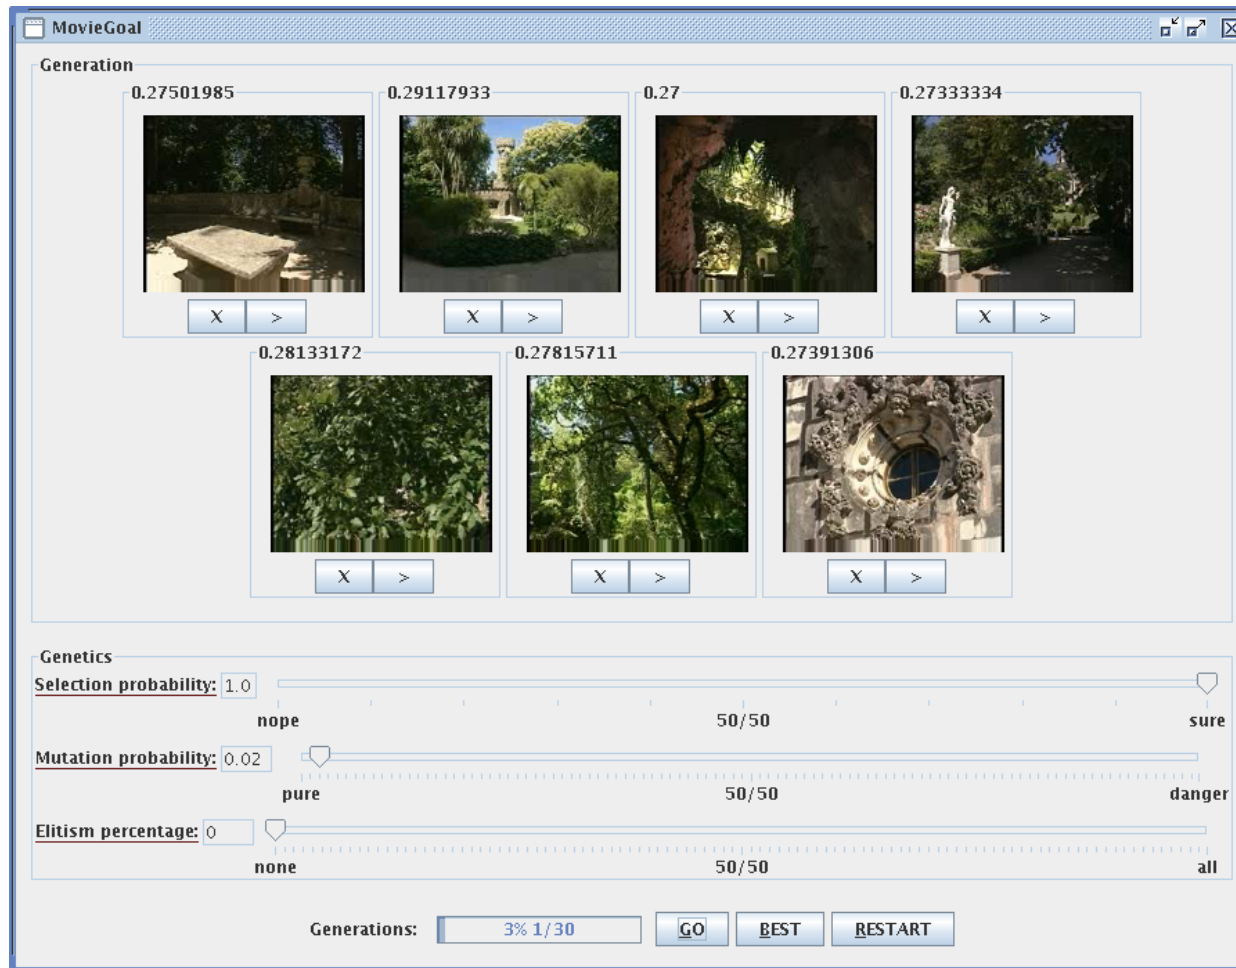 MovieGoal
Generation
0.27501985 0.29117933 0.27 0.27333334
X > X > X > X >
0.28133172 0.27815711 0.27391306
X > X > X >
Genetics
Selection probability: 1.0
nope 50/50 sure
Mutation probability: 0.02
pure 50/50 danger
Elitism percentage: 0
none 50/50 all
Generations: 3% 1/30 GO BEST RESTART